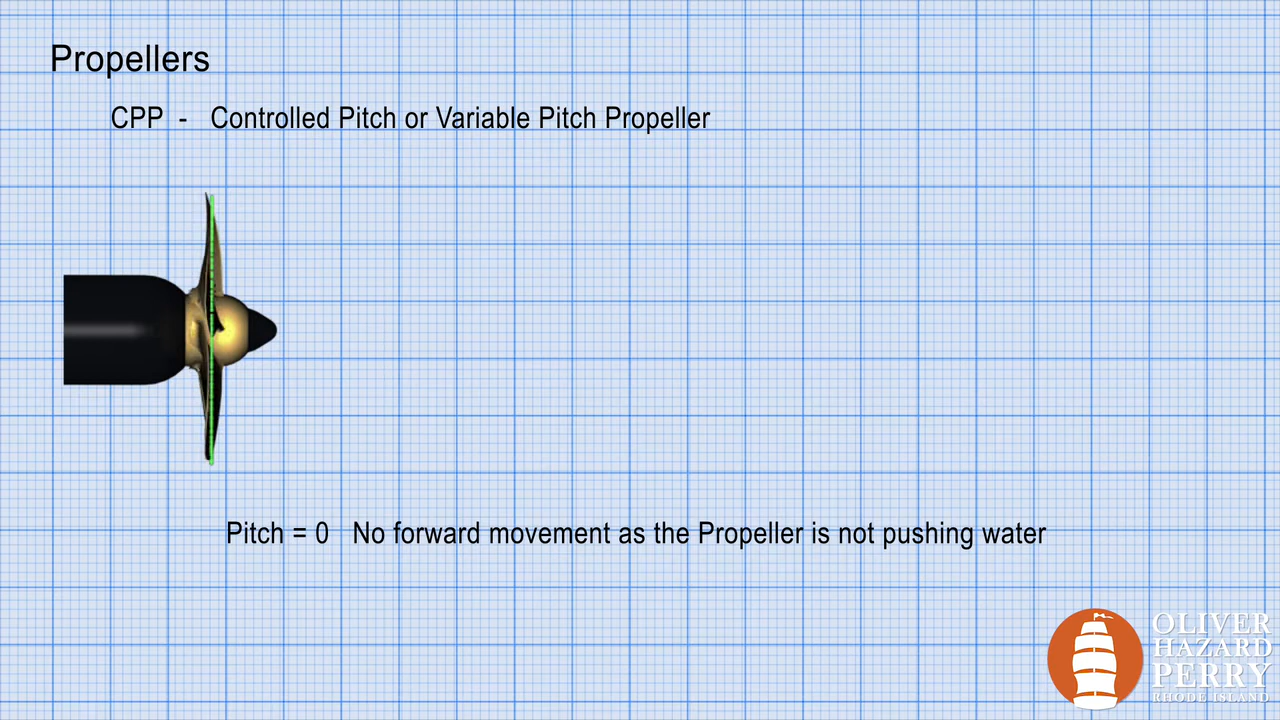 Propellers
CPP - Controlled Pitch or Variable Pitch Propeller
Pitch = 0 No forward movement as the Propeller is not pushing water
OLIVER
HAZARD
PERRY
RHODE ISLAND